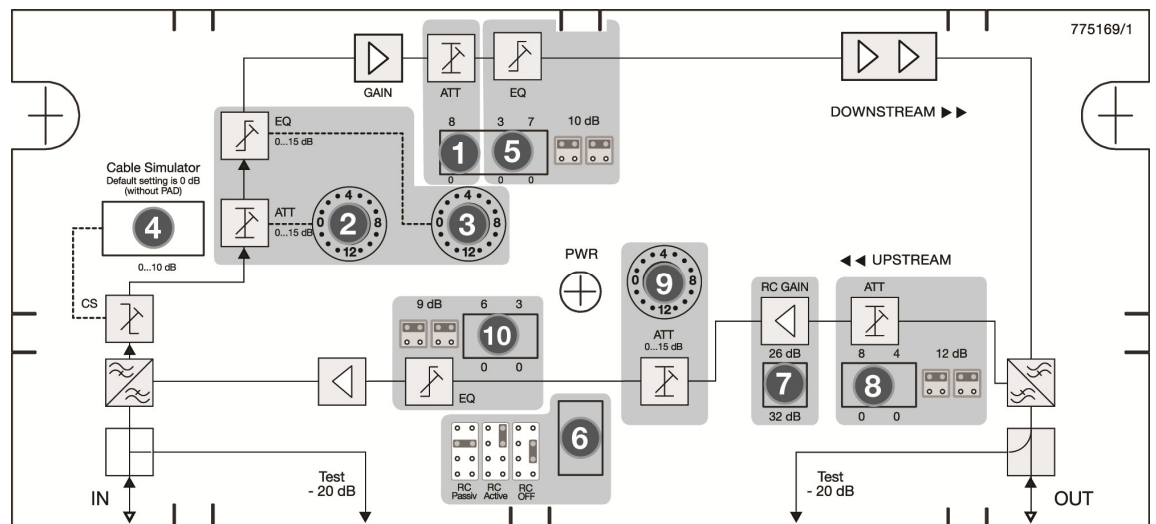 775169/1
GAIN
ATT
EQ
DOWNSTREAM ▶▶
EQ
0...15 dB
8
3 7
10 dB
1
5
0
0 0
Cable Simulator
Default setting is 0 dB
(without PAD)
4
0...10 dB
ATT
0...15 dB
4
0 2 8
12
4
0 3 8
12
CS
PWR
4
0 9 8
12
ATT
0...15 dB
◀◀ UPSTREAM
RC GAIN
26 dB
7
32 dB
ATT
8 4
12 dB
8
0 0
9 dB
6 3
10
0 0
EQ
6
RC
Passiv
RC
Active
RC
OFF
IN
Test
- 20 dB
Test
- 20 dB
OUT